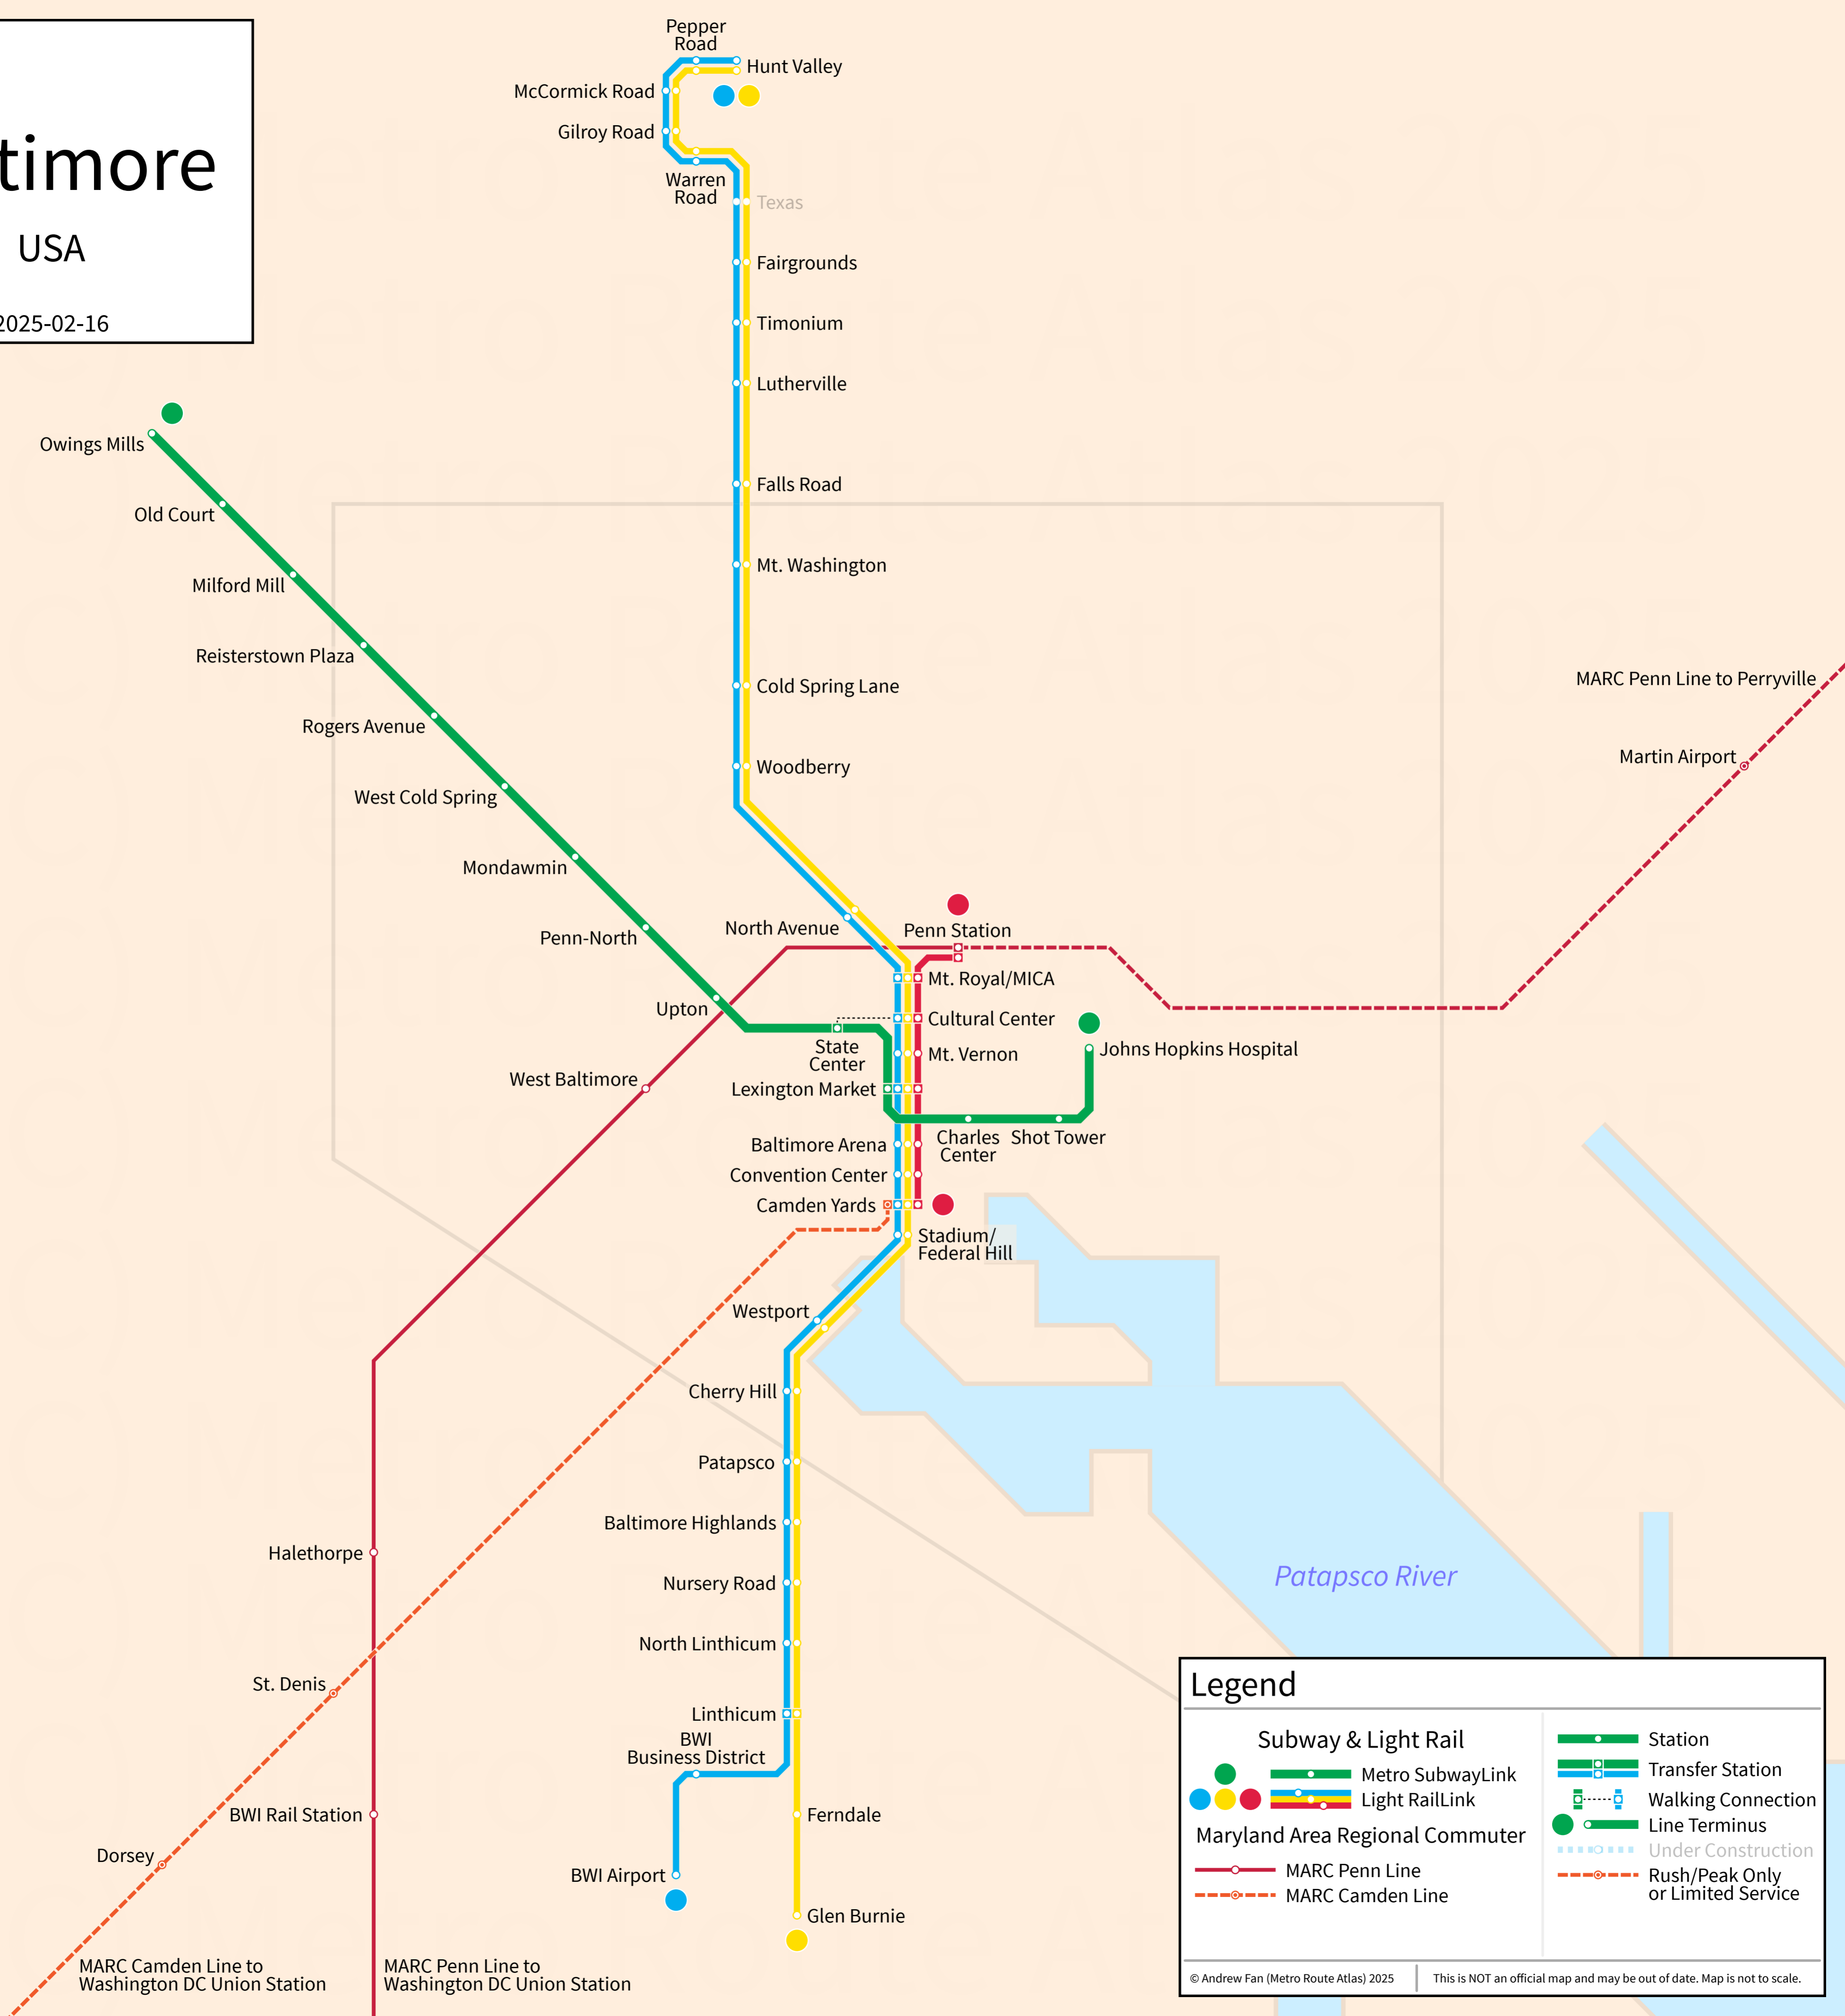 timore
USA
2025-02-16
Pepper
Road
Hunt Valley
McCormick Road
Gilroy Road
Warren
Road
Texas
Fairgrounds
Timonium
Lutherville
Owings Mills
Falls Road
Old Court
Mt. Washington
Milford Mill
Reisterstown Plaza
Cold Spring Lane
MARC Penn Line to Perryville
Rogers Avenue
Martin Airport
Woodberry
West Cold Spring
Mondawmin
North Avenue
Penn Station
Penn-North
Mt. Royal/MICA
Upton
Cultural Center
State
Center
Mt. Vernon
Johns Hopkins Hospital
West Baltimore
Lexington Market
Baltimore Arena
Charles
Center
Shot Tower
Convention Center
Camden Yards
Stadium/
Federal Hill
Westport
Cherry Hill
Patapsco
Baltimore Highlands
Halethorpe
Nursery Road
Patapsco River
North Linthicum
St. Denis
Linthicum
BWI
Business District
BWI Rail Station
Ferndale
Dorsey
BWI Airport
Glen Burnie
MARC Camden Line to
Washington DC Union Station
MARC Penn Line to
Washington DC Union Station
Legend
Subway & Light Rail
Metro SubwayLink
Light RailLink
Maryland Area Regional Commuter
MARC Penn Line
MARC Camden Line
Station
Transfer Station
Walking Connection
Line Terminus
Under Construction
Rush/Peak Only
or Limited Service
© Andrew Fan (Metro Route Atlas) 2025
This is NOT an official map and may be out of date. Map is not to scale.